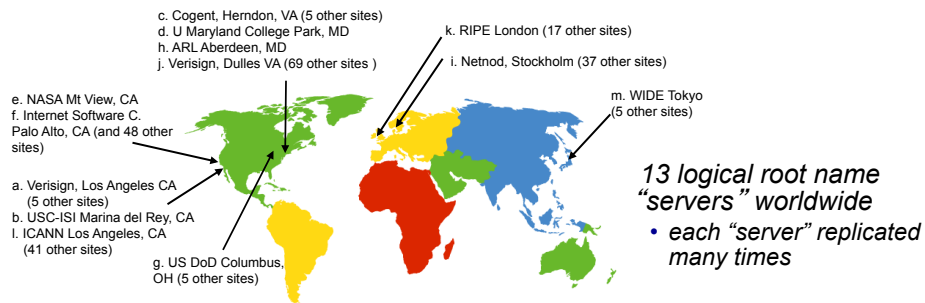 c. Cogent, Herndon, VA (5 other sites)
d. U Maryland College Park, MD
h. ARL Aberdeen, MD
j. Verisign, Dulles VA (69 other sites )
k. RIPE London (17 other sites)
i. Netnod, Stockholm (37 other sites)
m. WIDE Tokyo
(5 other sites)
e. NASA Mt View, CA
f. Internet Software C.
Palo Alto, CA (and 48 other
sites)
a. Verisign, Los Angeles CA
(5 other sites)
b. USC-ISI Marina del Rey, CA
l. ICANN Los Angeles, CA
(41 other sites)
g. US DoD Columbus,
OH (5 other sites)
13 logical root name
“servers” worldwide
• each “server” replicated
many times